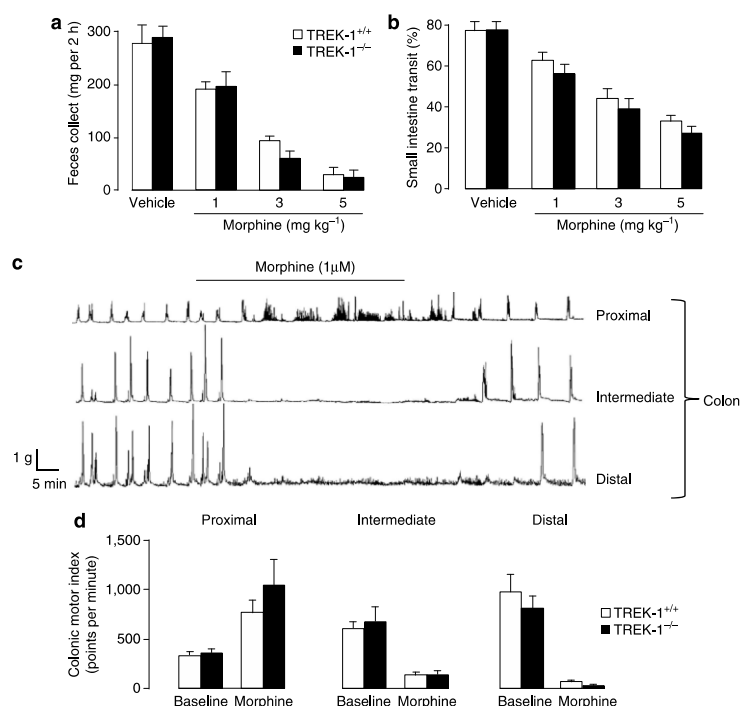 a
Feces collect (mg per 2 h)
300
200
100
0
TREK-1+/+
TREK-1−/−
Vehicle 1 3 5
Morphine (mg kg−1)
b
Small intestine transit (%)
80
60
40
20
0
Vehicle 1 3 5
Morphine (mg kg−1)
c
Morphine (1μM)
Proximal
Intermediate
Colon
Distal
1 g
5 min
d
Proximal Intermediate Distal
Colonic motor index
(points per minute)
1,500
1,000
500
0
TREK-1+/+
TREK-1−/−
Baseline Morphine Baseline Morphine Baseline Morphine